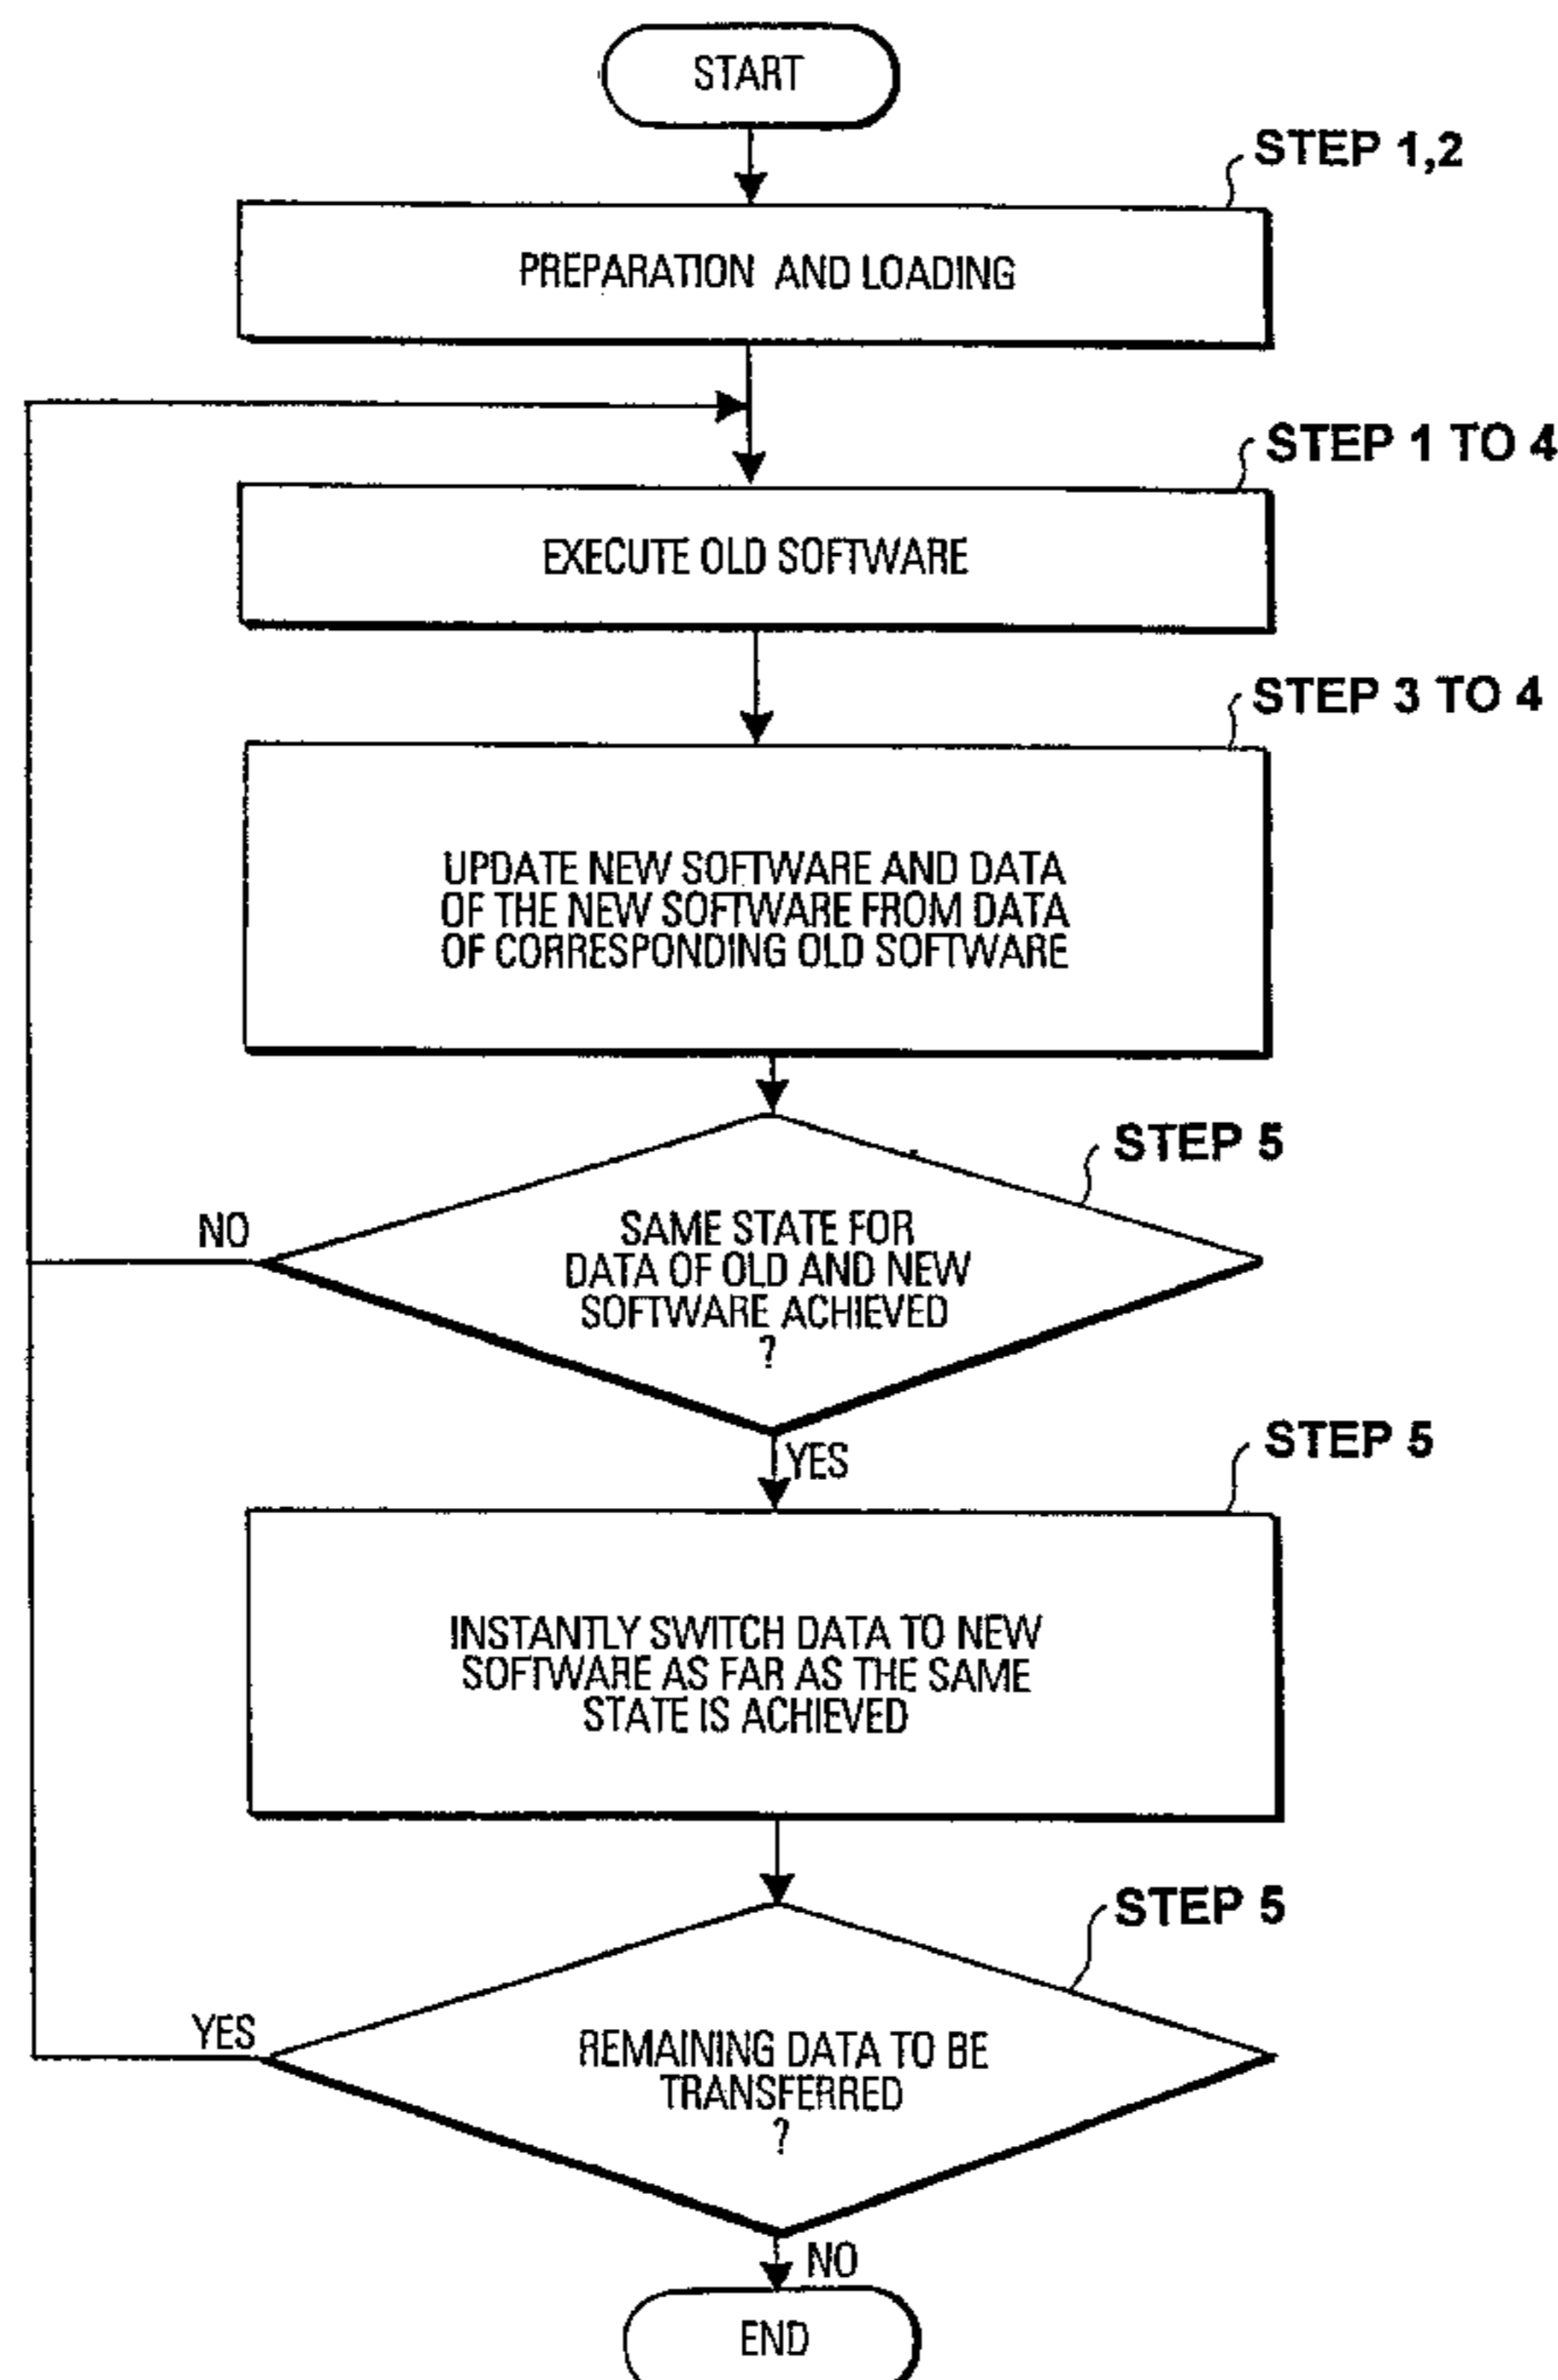 START
STEP 1,2
PREPARATION AND LOADING
STEP 1 TO 4
EXECUTE OLD SOFTWARE
STEP 3 TO 4
UPDATE NEW SOFTWARE AND DATA
OF THE NEW SOFTWARE FROM DATA
OF CORRESPONDING OLD SOFTWARE
STEP 5
NO
SAME STATE FOR
DATA OF OLD AND NEW
SOFTWARE ACHIEVED
?
YES
STEP 5
INSTANTLY SWITCH DATA TO NEW
SOFTWARE AS FAR AS THE SAME
STATE IS ACHIEVED
STEP 5
YES
REMAINING DATA TO BE
TRANSFERRED
?
NO
END